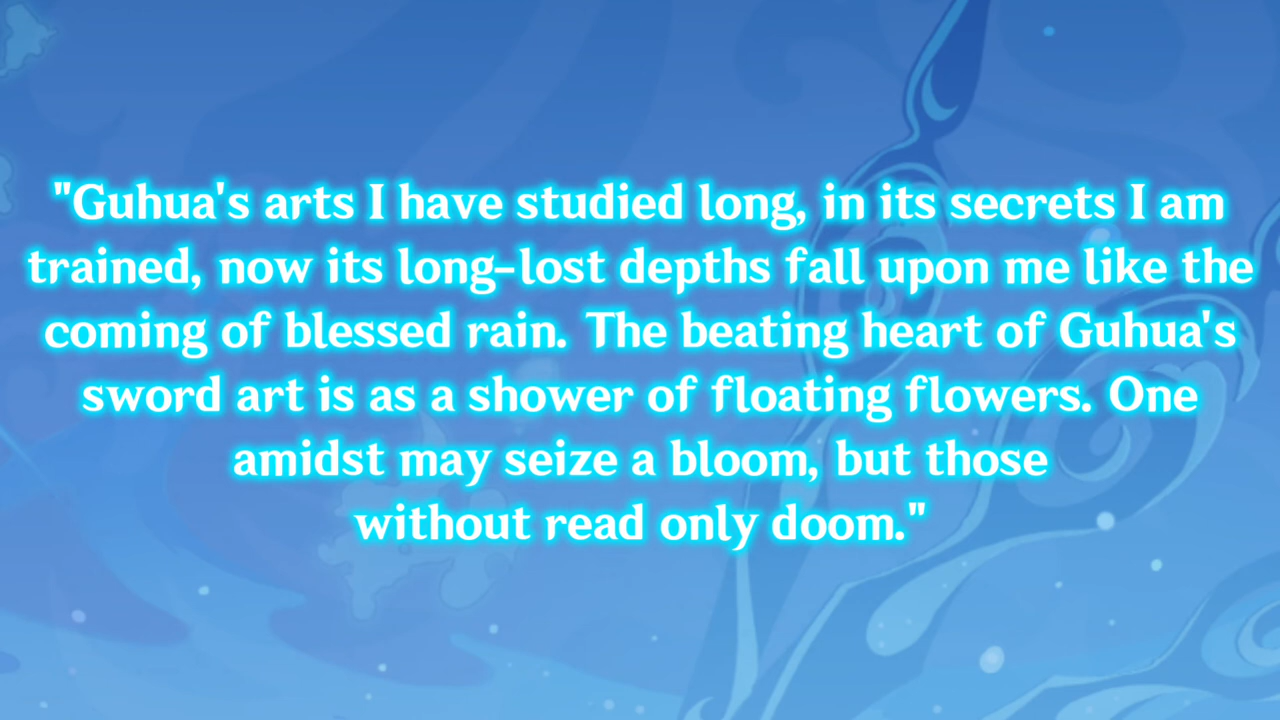 "Guhua's arts I have studied long, in its secrets I am
trained, now its long-lost depths fall upon me like the
coming of blessed rain. The beating heart of Guhua's
sword art is as a shower of floating flowers. One
amidst may seize a bloom, but those
without read only doom."